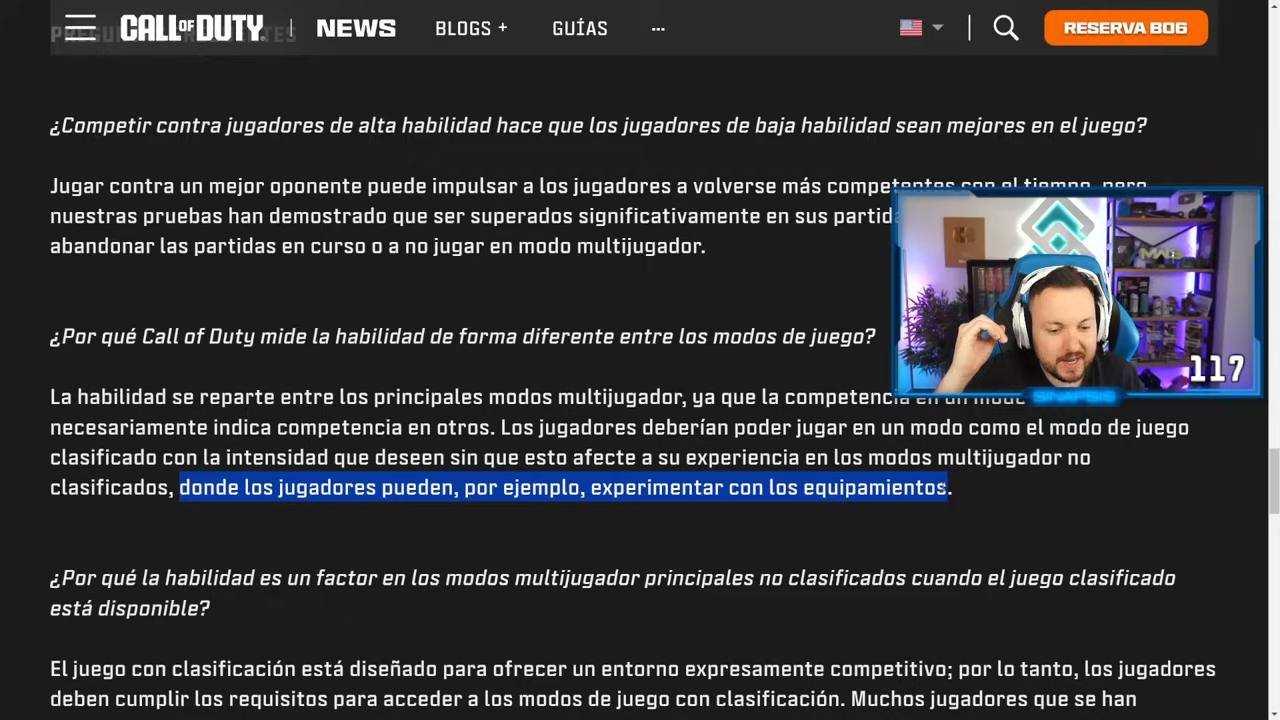 CALL OF DUTY. NEWS BLOGS + GUÍAS ··· RESERVA BO6
¿Competir contra jugadores de alta habilidad hace que los jugadores de baja habilidad sean mejores en el juego?
Jugar contra un mejor oponente puede impulsar a los jugadores a volverse más competentes con el tiempo, pero
nuestras pruebas han demostrado que ser superados significativamente en sus
abandonar las partidas en curso o a no jugar en modo multijugador.
¿Por qué Call of Duty mide la habilidad de forma diferente entre los modos de juego?
La habilidad se reparte entre los principales modos multijugador, ya que la competencia en un modo
necesariamente indica competencia en otros. Los jugadores deberían poder jugar en un modo como el modo de juego
clasificado con la intensidad que deseen sin que esto afecte a su experiencia en los modos multijugador no
clasificados, donde los jugadores pueden, por ejemplo, experimentar con los equipamientos.
¿Por qué la habilidad es un factor en los modos multijugador principales no clasificados cuando el juego clasificado
está disponible?
El juego con clasificación está diseñado para ofrecer un entorno expresamente competitivo; por lo tanto, los jugadores
deben cumplir los requisitos para acceder a los modos de juego con clasificación. Muchos jugadores que se han
117
SINAPSIS